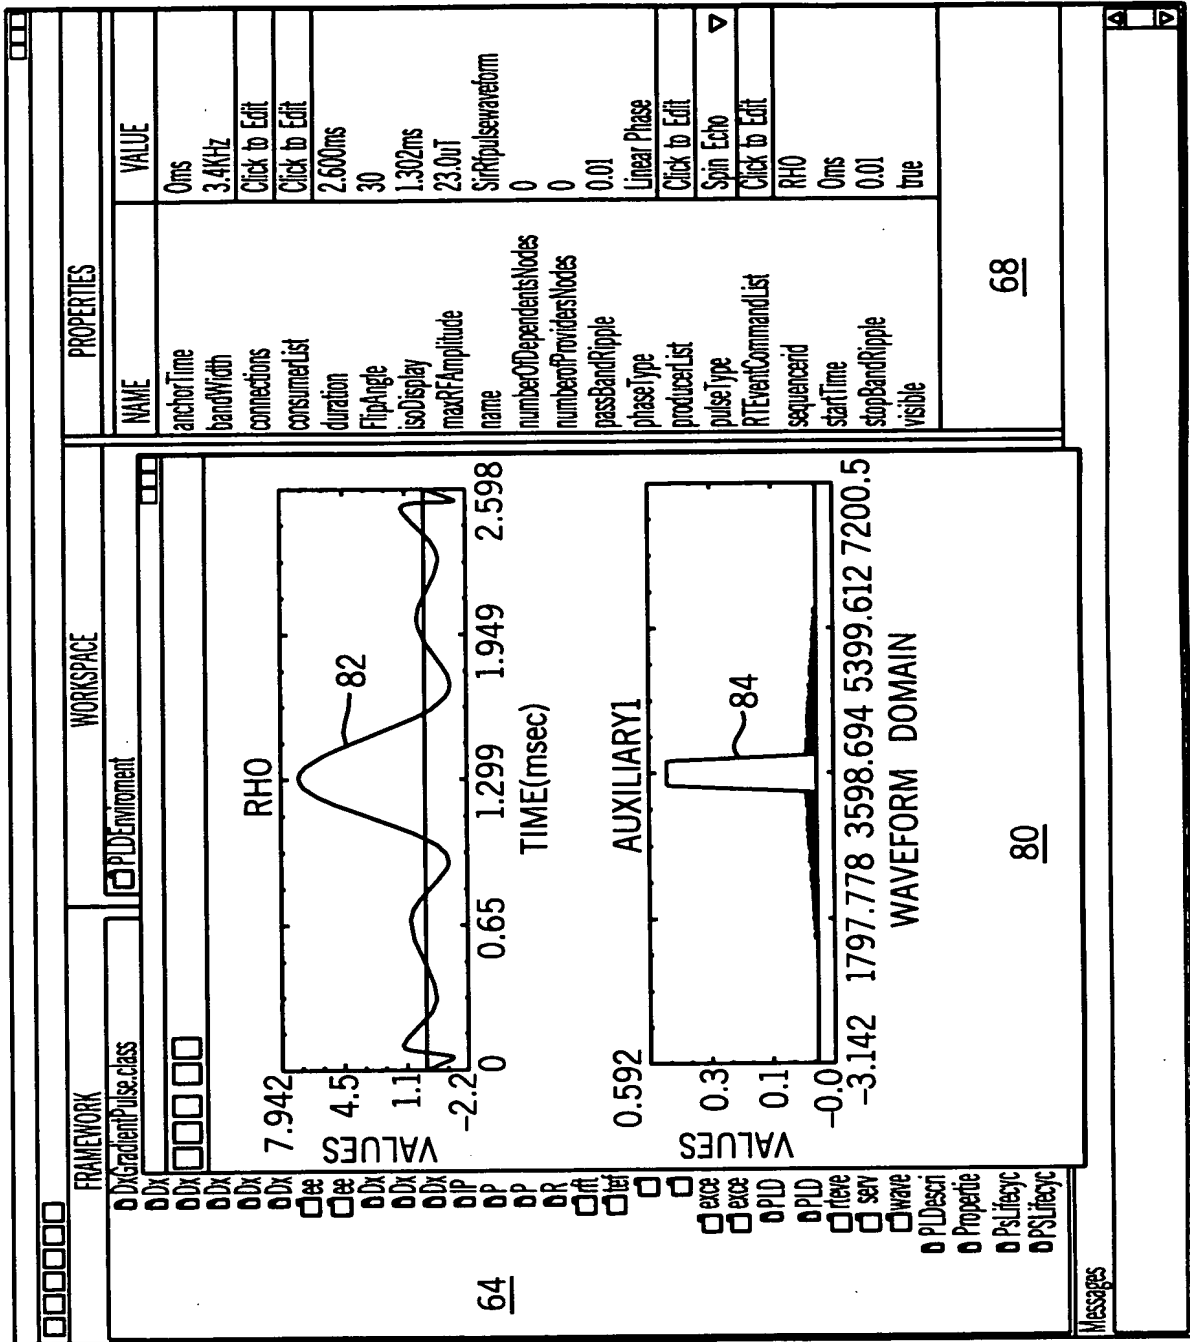 FRAMEWORK
WORKSPACE
PROPERTIES
DxGradientPulse.class
Dx
Dx
Dx
Dx
Dx
ee
ee
Dx
Dx
Dx
IP
P
P
R
rft
tef
exce
exce
PLD
PLD
rteve
serv
wave
PLDescri
Propertie
PsLifecyc
PSLifecyc
64
PLDEnviroment
RHO
VALUES
7.942
4.5
1.1
-2.2
0
0.65
1.299
1.949
2.598
TIME(msec)
82
AUXILIARY1
VALUES
0.592
0.3
0.1
-0.0
-3.142
1797.778
3598.694
5399.612
7200.5
WAVEFORM DOMAIN
84
80
NAME VALUE
anchorTime 0ms
bandWidth 3.4KHz
connections Click to Edit
consumerList Click to Edit
duration 2.600ms
FlipAngle 30
isoDisplay 1.302ms
maxRFAmplitude 23.0uT
name SirRfpulsewaveform
numberOfDependentsNodes 0
numberofProvidersNodes 0
passBandRipple 0.01
phaseType Linear Phase
producerList Click to Edit
pulseType Spin Echo
RTEventCommandList Click to Edit
sequencerid RHO
startTime 0ms
stopBandRipple 0.01
visible true
68
Messages